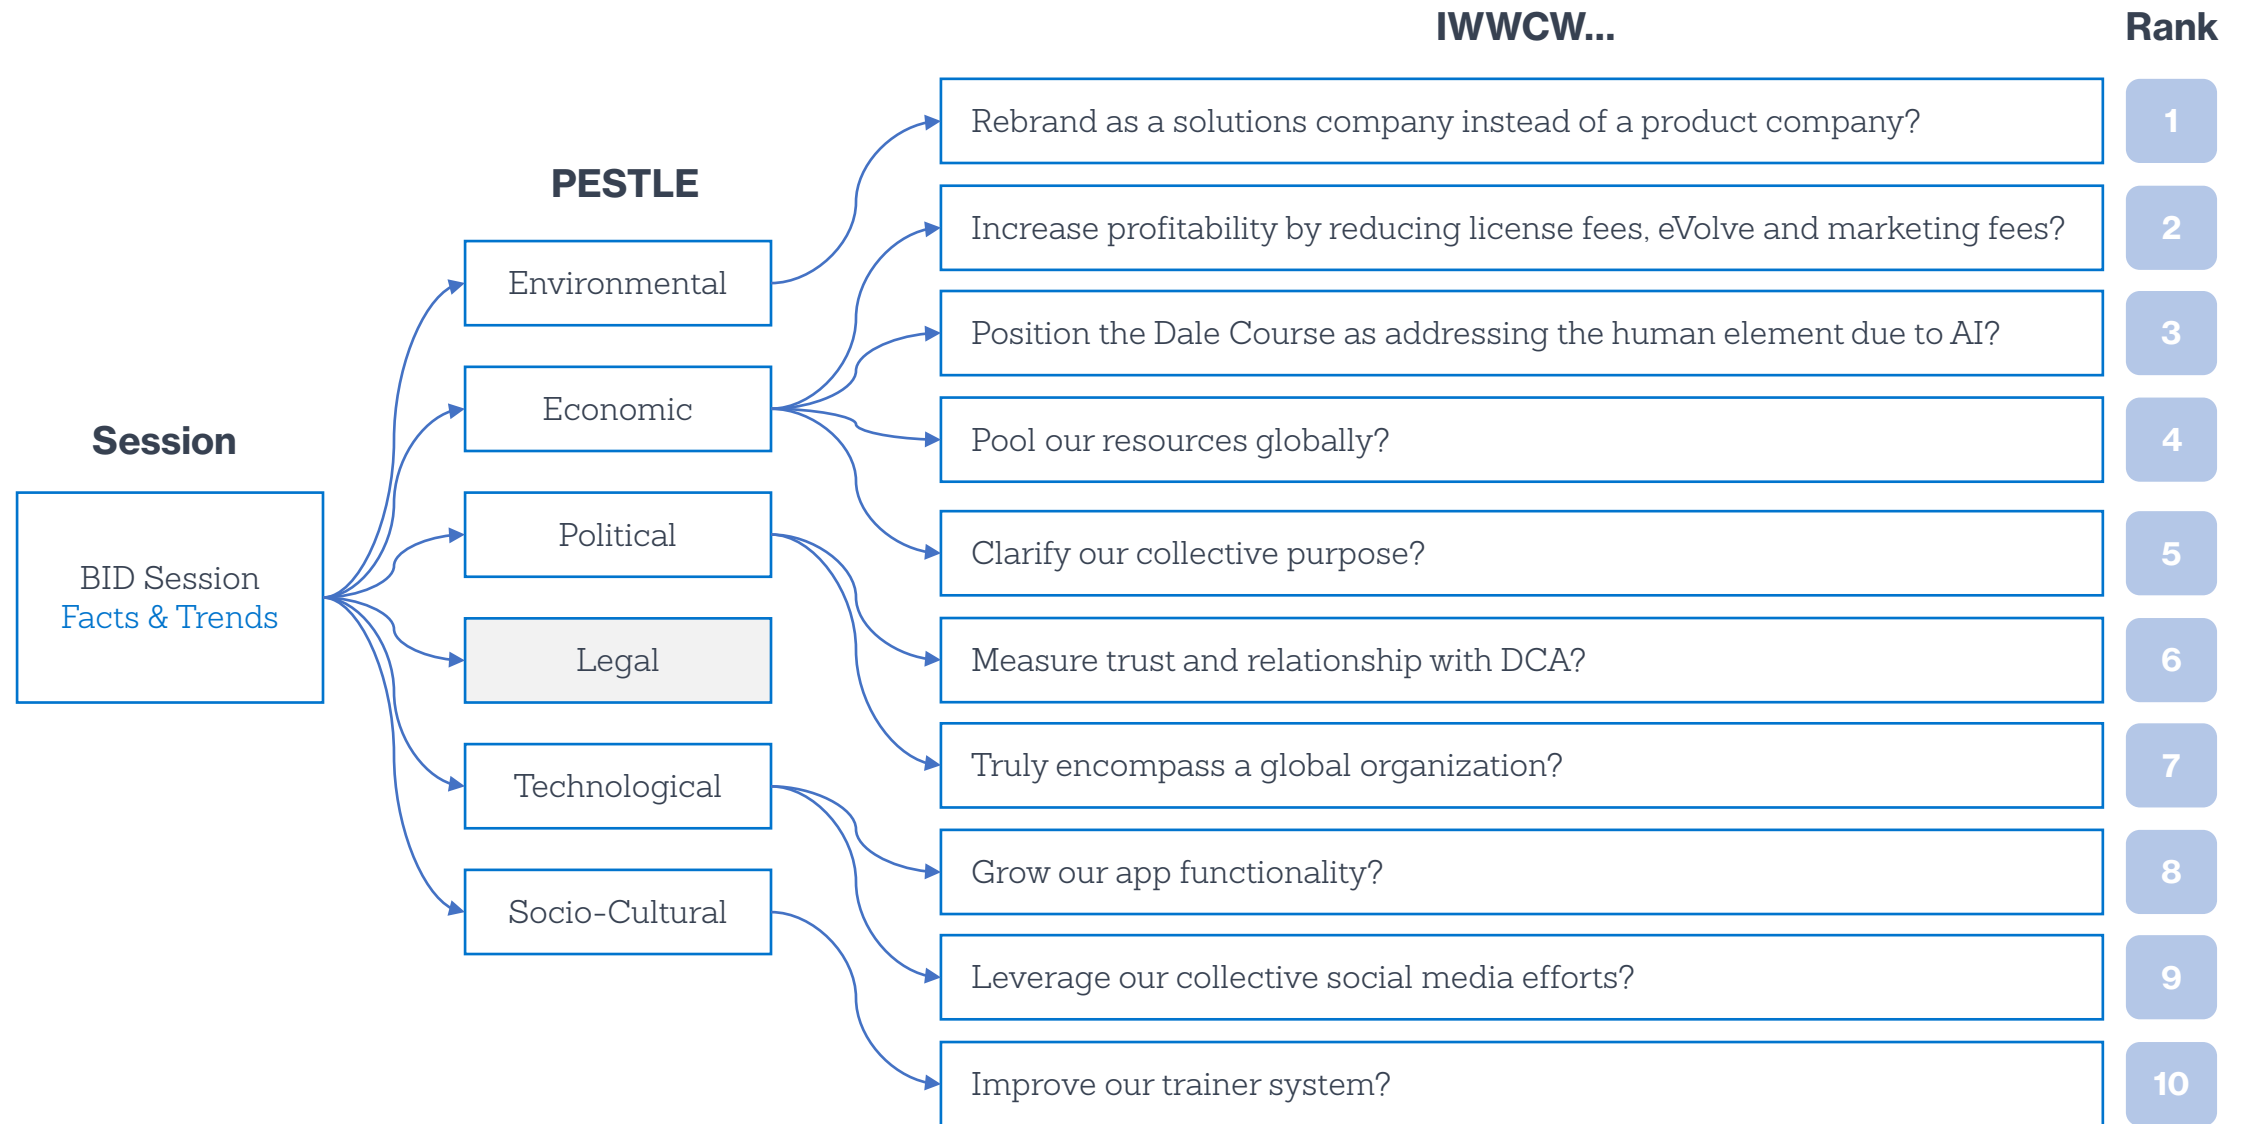 IWWCW...
Rank
Rebrand as a solutions company instead of a product company?
1
PESTLE
Increase profitability by reducing license fees, eVolve and marketing fees?
2
Environmental
Position the Dale Course as addressing the human element due to AI?
3
Economic
Session
Pool our resources globally?
4
Political
Clarify our collective purpose?
5
BID Session
Facts & Trends
Legal
Measure trust and relationship with DCA?
6
Technological
Truly encompass a global organization?
7
Grow our app functionality?
8
Socio-Cultural
Leverage our collective social media efforts?
9
Improve our trainer system?
10